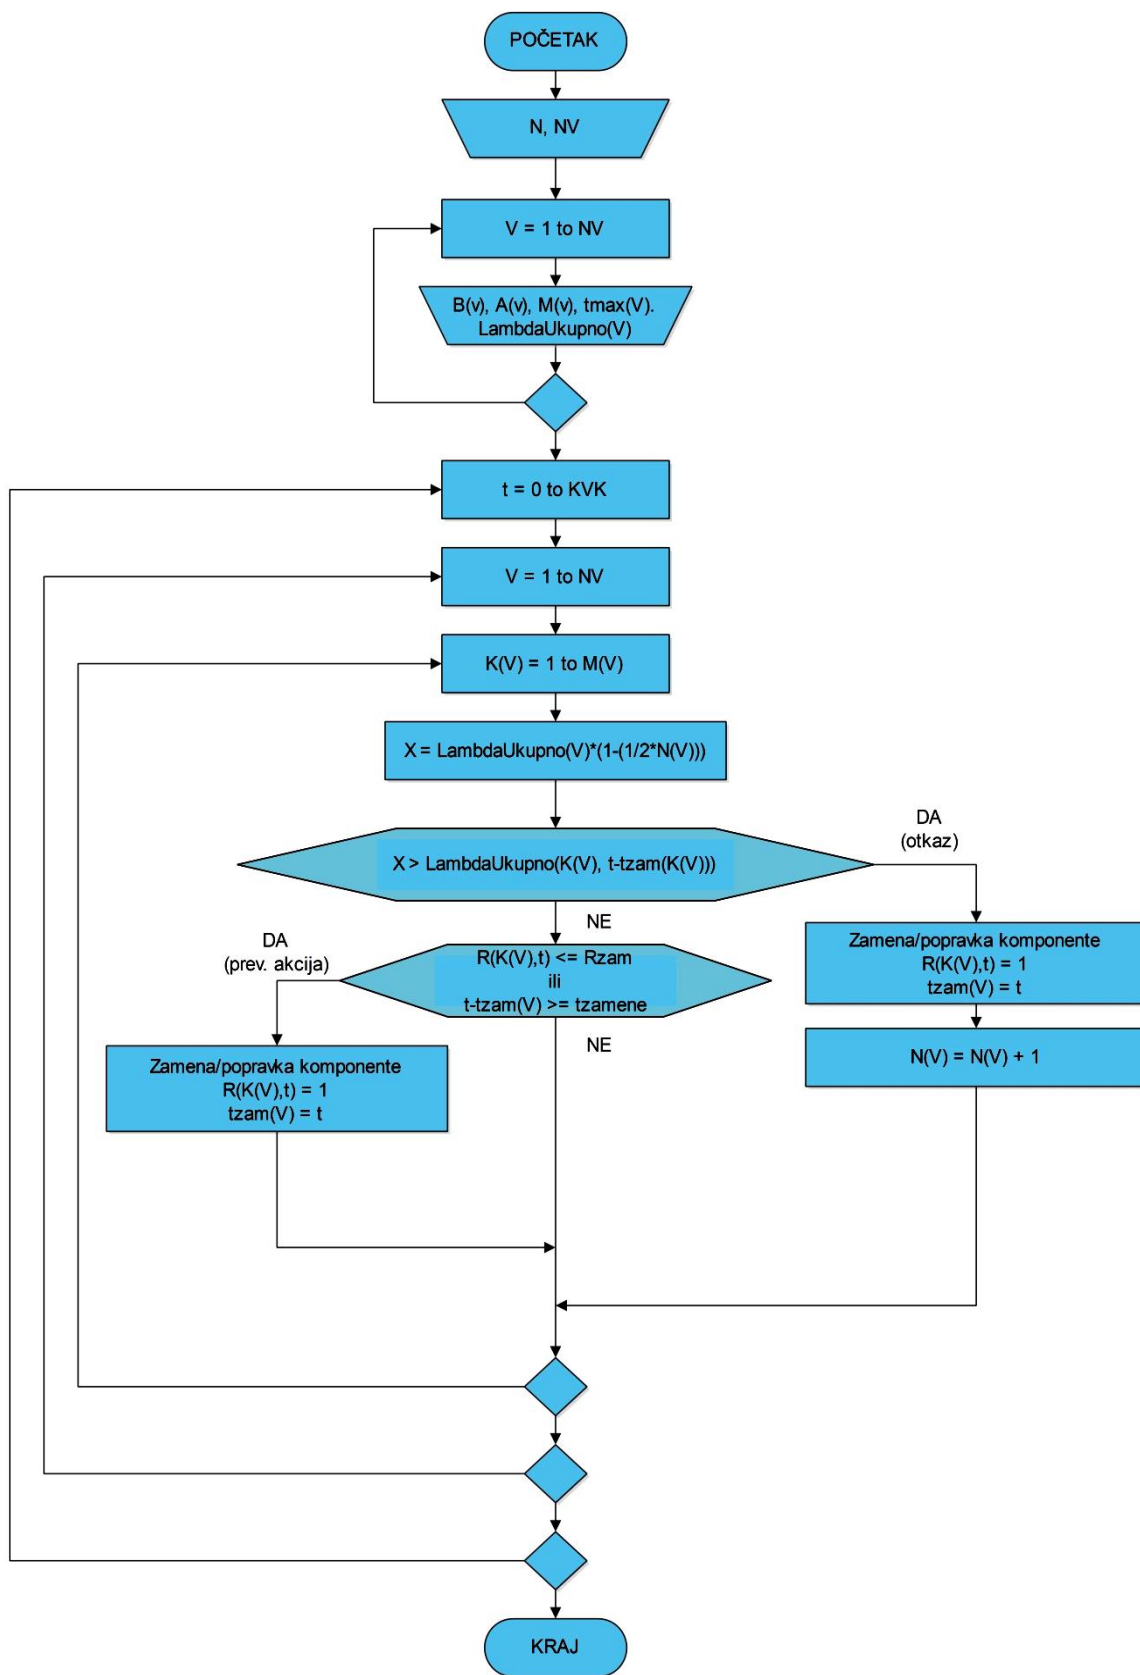 POČETAK
N, NV
V = 1 to NV
B(v), A(v), M(v), tmax(V).
LambdaUkupno(V)
t = 0 to KVK
V = 1 to NV
K(V) = 1 to M(V)
X = LambdaUkupno(V)*(1-(1/2*N(V)))
X > LambdaUkupno(K(V), t-tzam(K(V)))
DA
(otkaz)
NE
DA
(prev. akcija)
R(K(V),t) <= Rzam
ili
t-tzam(V) >= tzamene
Zamena/popravka komponente
R(K(V),t) = 1
tzam(V) = t
N(V) = N(V) + 1
NE
Zamena/popravka komponente
R(K(V),t) = 1
tzam(V) = t
KRAJ